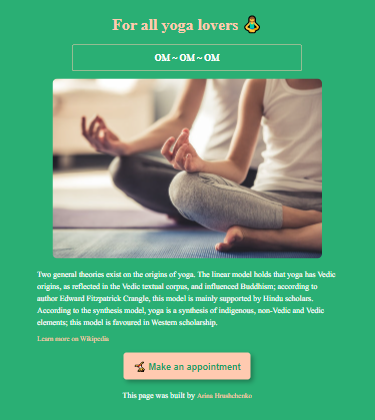 For all yoga lovers 🧘
OM ~ OM ~ OM
Two general theories exist on the origins of yoga. The linear model holds that yoga has Vedic
origins, as reflected in the Vedic textual corpus, and influenced Buddhism; according to
author Edward Fitzpatrick Crangle, this model is mainly supported by Hindu scholars.
According to the synthesis model, yoga is a synthesis of indigenous, non-Vedic and Vedic
elements; this model is favoured in Western scholarship.
Learn more on Wikipedia
Make an appointment
This page was built by Arina Hrushchenko